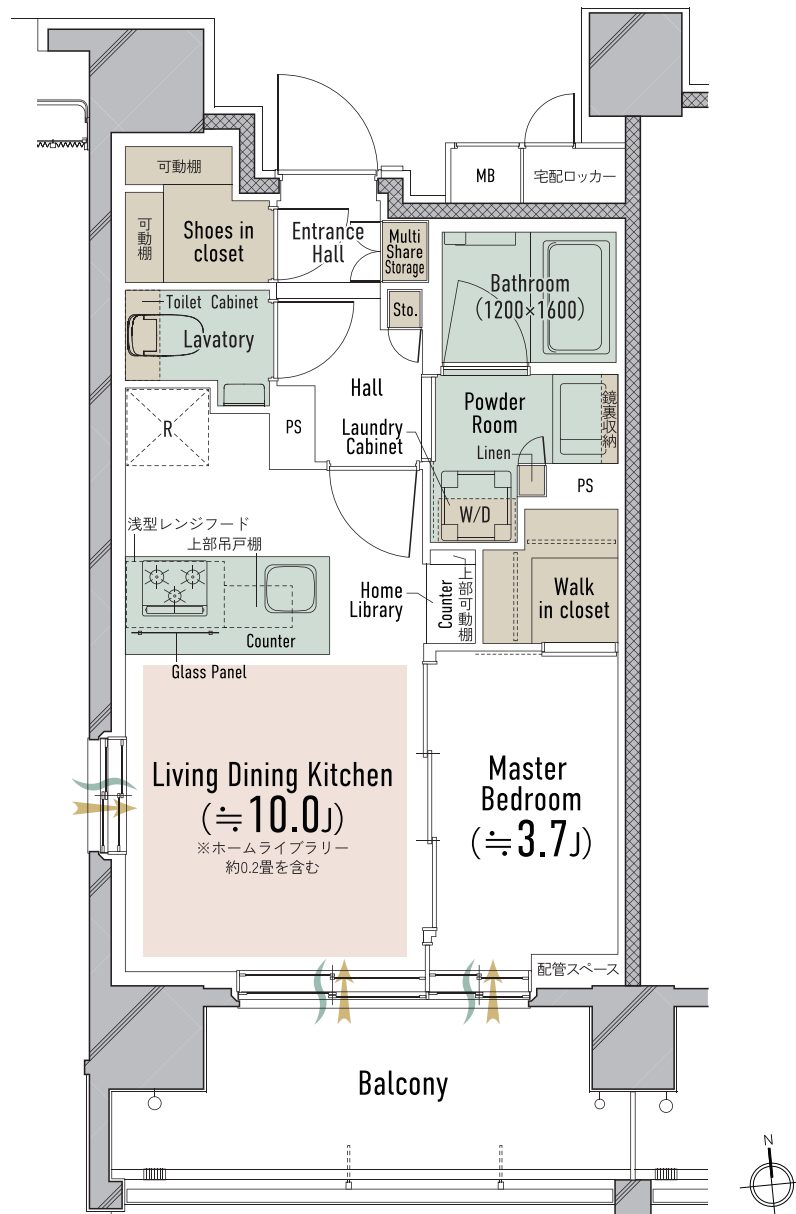 可動棚
可動棚
Shoes in
closet
Entrance
Hall
Multi
Share
Storage
MB
宅配ロッカー
Toilet Cabinet
Lavatory
Sto.
Bathroom
(1200×1600)
Hall
R
PS
Laundry
Cabinet
Powder
Room
Linen
鏡裏収納
W/D
PS
浅型レンジフード
上部吊戸棚
Counter
Glass Panel
Home
Library
Counter
上部可動棚
Walk
in closet
Living Dining Kitchen
(≒10.0J)
※ホームライブラリー
約0.2畳を含む
Master
Bedroom
(≒3.7J)
配管スペース
Balcony
N